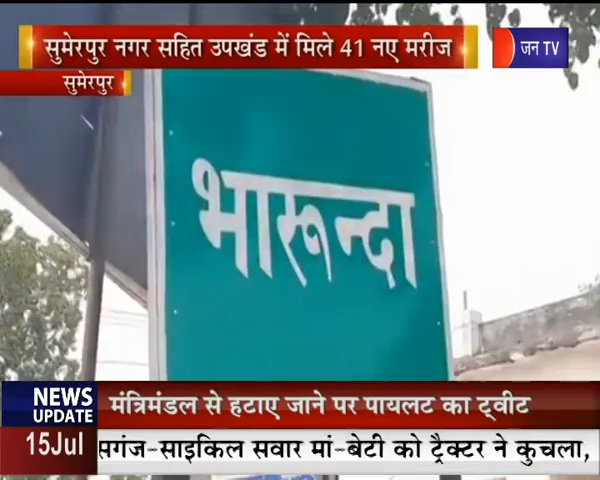 सुमेरपुर नगर सहित उपखंड में मिले 41 नए मरीज
जन TV
सुमेरपुर
भारून्दा
NEWS
UPDATE
मंत्रिमंडल से हटाए जाने पर पायलट का ट्वीट
15Jul
सगंज-साइकिल सवार मां-बेटी को ट्रैक्टर ने कुचला,